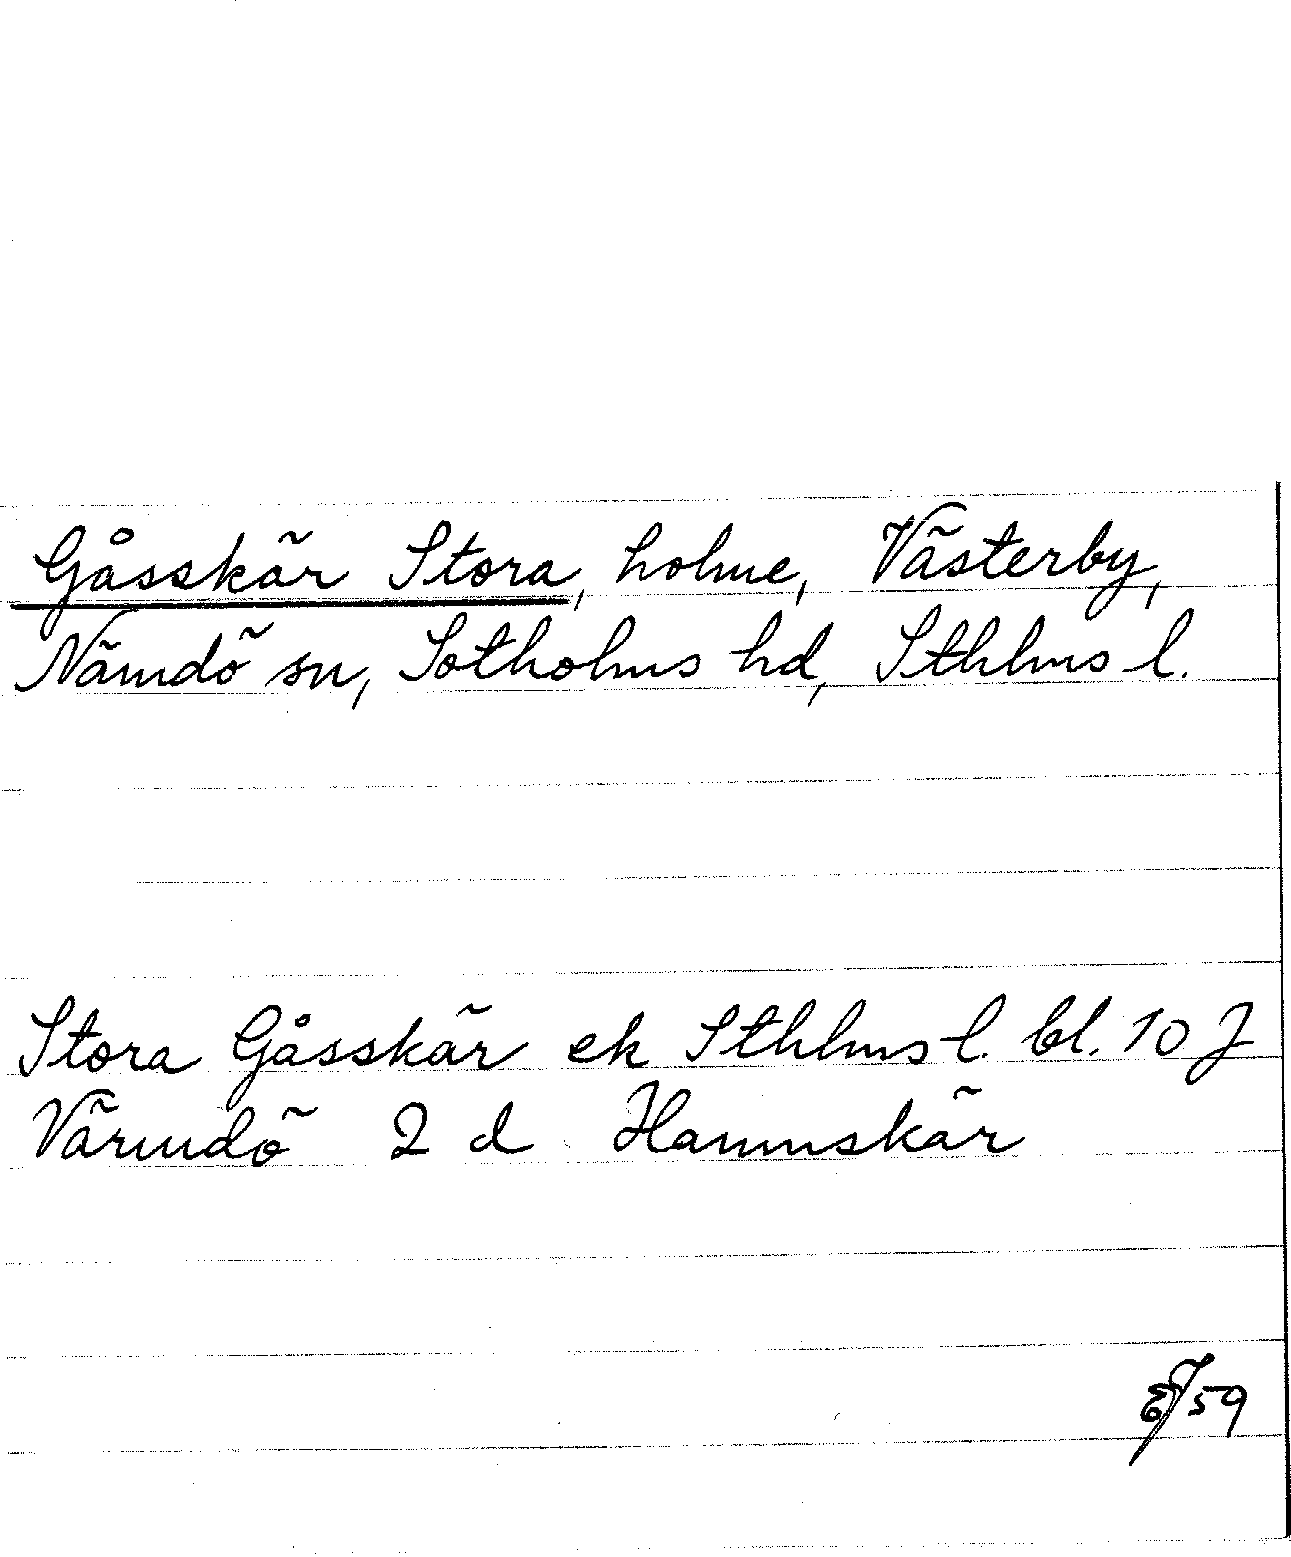 Gåsskär Stora, holme, Västerby,
Nämdö sn, Sotholms hd, Sthlms l.
Stora Gåsskär ek Sthlms l. bl. 10 J
Värmdö 2 d Hamnskär
59